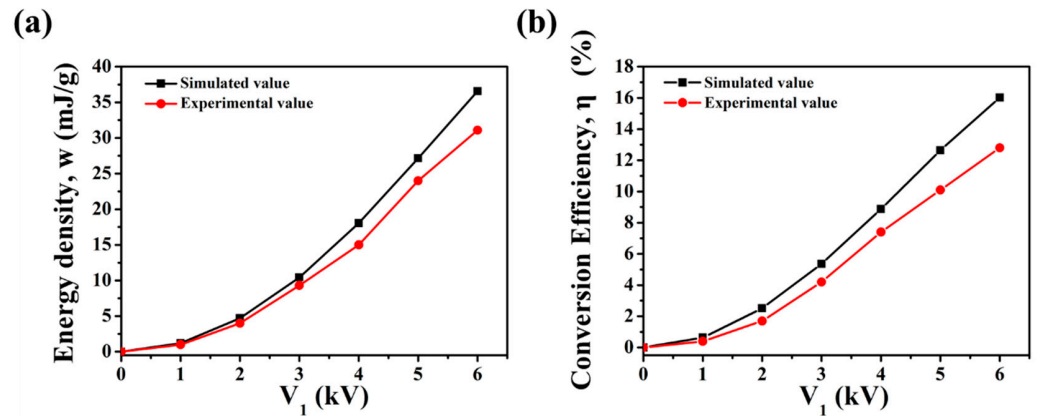 (a)
Energy density, w (mJ/g)
40
35
30
25
20
15
10
5
0
Simulated value
Experimental value
0 1 2 3 4 5 6
V₁ (kV)
(b)
Conversion Efficiency, η (%)
18
16
14
12
10
8
6
4
2
0
Simulated value
Experimental value
0 1 2 3 4 5 6
V₁ (kV)